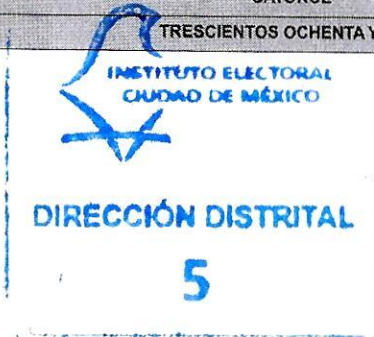 TRESCIENTOS OCHENTA Y
INSTITUTO ELECTORAL
CIUDAD DE MÉXICO
DIRECCIÓN DISTRITAL
5